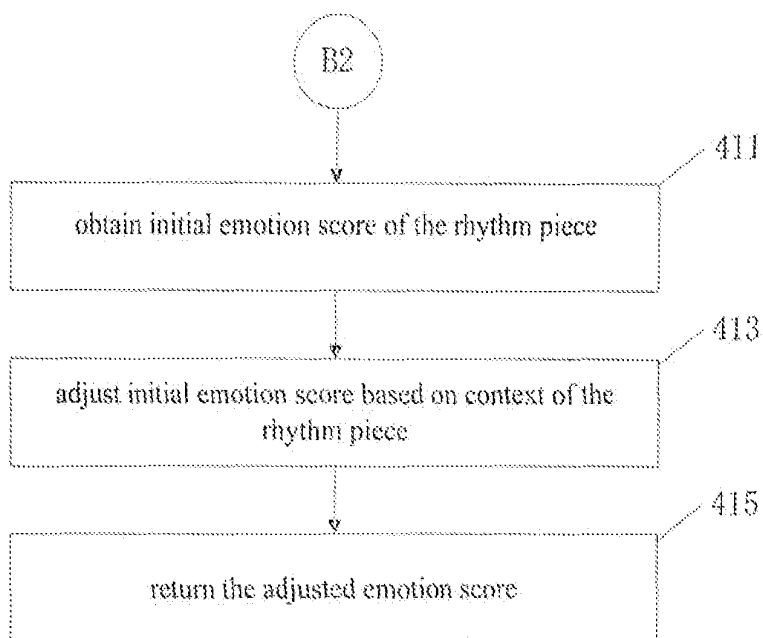 B2
411
obtain initial emotion score of the rhythm piece
413
adjust initial emotion score based on context of the
rhythm piece
415
return the adjusted emotion score